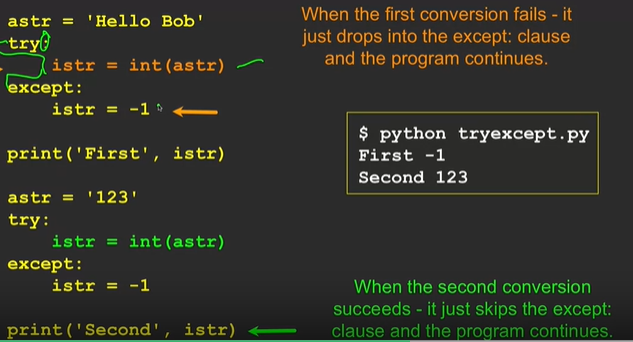 astr = 'Hello Bob'
try:
    istr = int(astr)
except:
    istr = -1
print('First', istr)
astr = '123'
try:
    istr = int(astr)
except:
    istr = -1
print('Second', istr)
When the first conversion fails - it
just drops into the except: clause
and the program continues.
$ python tryexcept.py
First -1
Second 123
When the second conversion
succeeds - it just skips the except:
clause and the program continues.